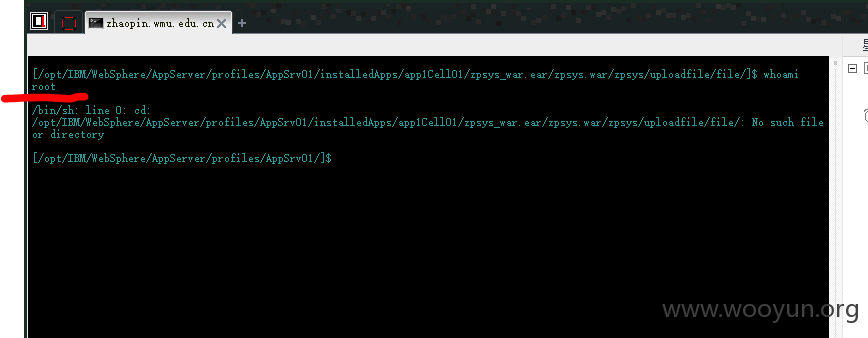 zhaopin.wmu.edu.cn
[/opt/IBM/WebSphere/AppServer/profiles/AppSrv01/installedApps/app1Cell01/zpsys_war.ear/zpsys.war/zpsys/uploadfile/file/]$ whoami
root
/bin/sh: line 0: cd:
/opt/IBM/WebSphere/AppServer/profiles/AppSrv01/installedApps/app1Cell01/zpsys_war.ear/zpsys.war/zpsys/uploadfile/file/: No such file
or directory
[/opt/IBM/WebSphere/AppServer/profiles/AppSrv01/]$
www.wooyun.org